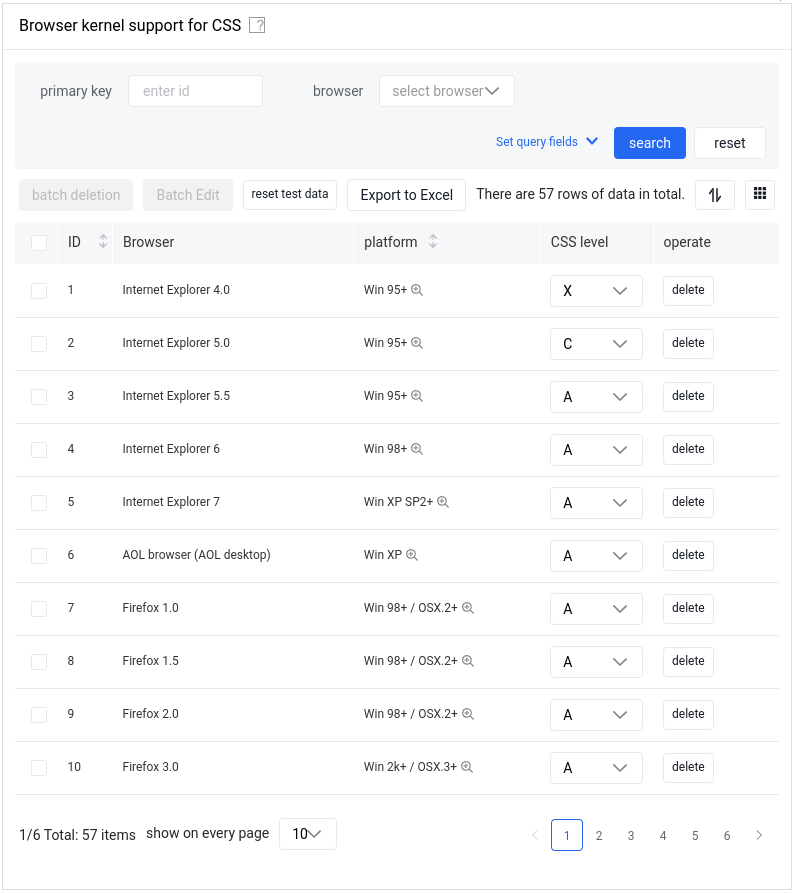 Browser kernel support for CSS ?
primary key enter id browser select browser
Set query fields search reset
batch deletion Batch Edit reset test data Export to Excel There are 57 rows of data in total.
ID Browser platform CSS level operate
1 Internet Explorer 4.0 Win 95+ X delete
2 Internet Explorer 5.0 Win 95+ C delete
3 Internet Explorer 5.5 Win 95+ A delete
4 Internet Explorer 6 Win 98+ A delete
5 Internet Explorer 7 Win XP SP2+ A delete
6 AOL browser (AOL desktop) Win XP A delete
7 Firefox 1.0 Win 98+ / OSX.2+ A delete
8 Firefox 1.5 Win 98+ / OSX.2+ A delete
9 Firefox 2.0 Win 98+ / OSX.2+ A delete
10 Firefox 3.0 Win 2k+ / OSX.3+ A delete
1/6 Total: 57 items show on every page 10 1 2 3 4 5 6